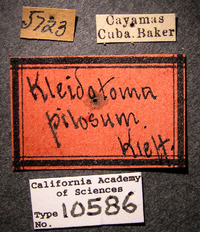 5723
Cayamas
Cuba. Baker
Kleidotoma
pilosum.
Kieff.
California Academy
of Sciences
Type
No. 10586